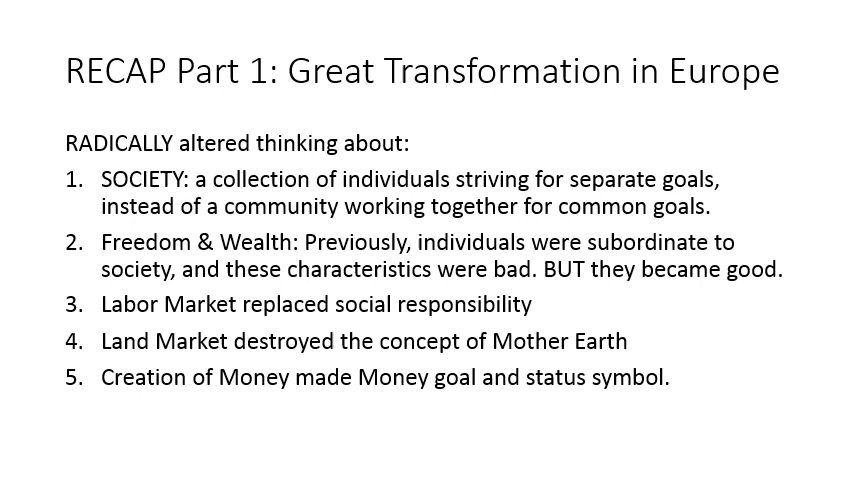 RECAP Part 1: Great Transformation in Europe
RADICALLY altered thinking about:
1. SOCIETY: a collection of individuals striving for separate goals,
instead of a community working together for common goals.
2. Freedom & Wealth: Previously, individuals were subordinate to
society, and these characteristics were bad. BUT they became good.
3. Labor Market replaced social responsibility
4. Land Market destroyed the concept of Mother Earth
5. Creation of Money made Money goal and status symbol.